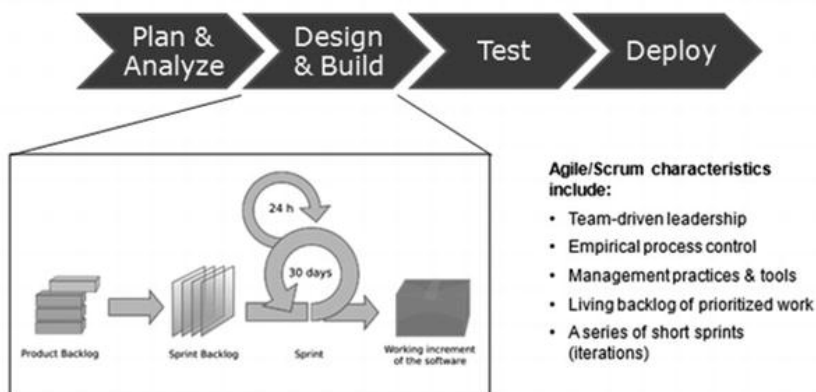 Plan &
Analyze
Design
& Build
Test
Deploy
24 h
30 days
Product Backlog
Sprint Backlog
Sprint
Working increment
of the software
Agile/Scrum characteristics
include:
• Team-driven leadership
• Empirical process control
• Management practices & tools
• Living backlog of prioritized work
• A series of short sprints
(iterations)